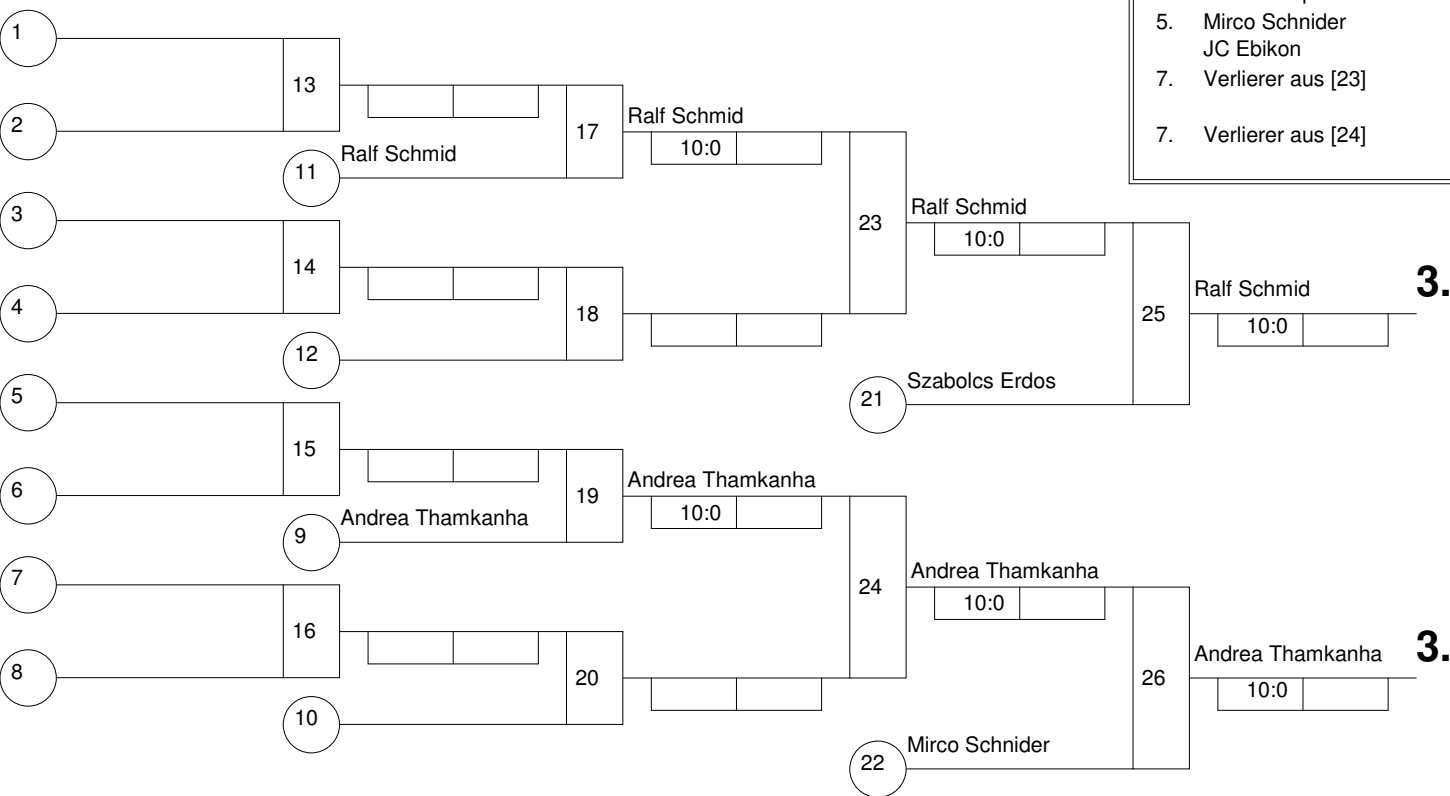 5. Mirco Schnider
JC Ebikon
7. Verlierer aus [23]
7. Verlierer aus [24]
1
13
2
17
Ralf Schmid
10:0
11
Ralf Schmid
3
23
Ralf Schmid
10:0
14
4
18
12
25
Ralf Schmid
3.
10:0
5
21
Szabolcs Erdos
15
6
19
Andrea Thamkanha
10:0
9
Andrea Thamkanha
7
24
Andrea Thamkanha
10:0
16
8
20
10
26
Andrea Thamkanha
3.
10:0
22
Mirco Schnider